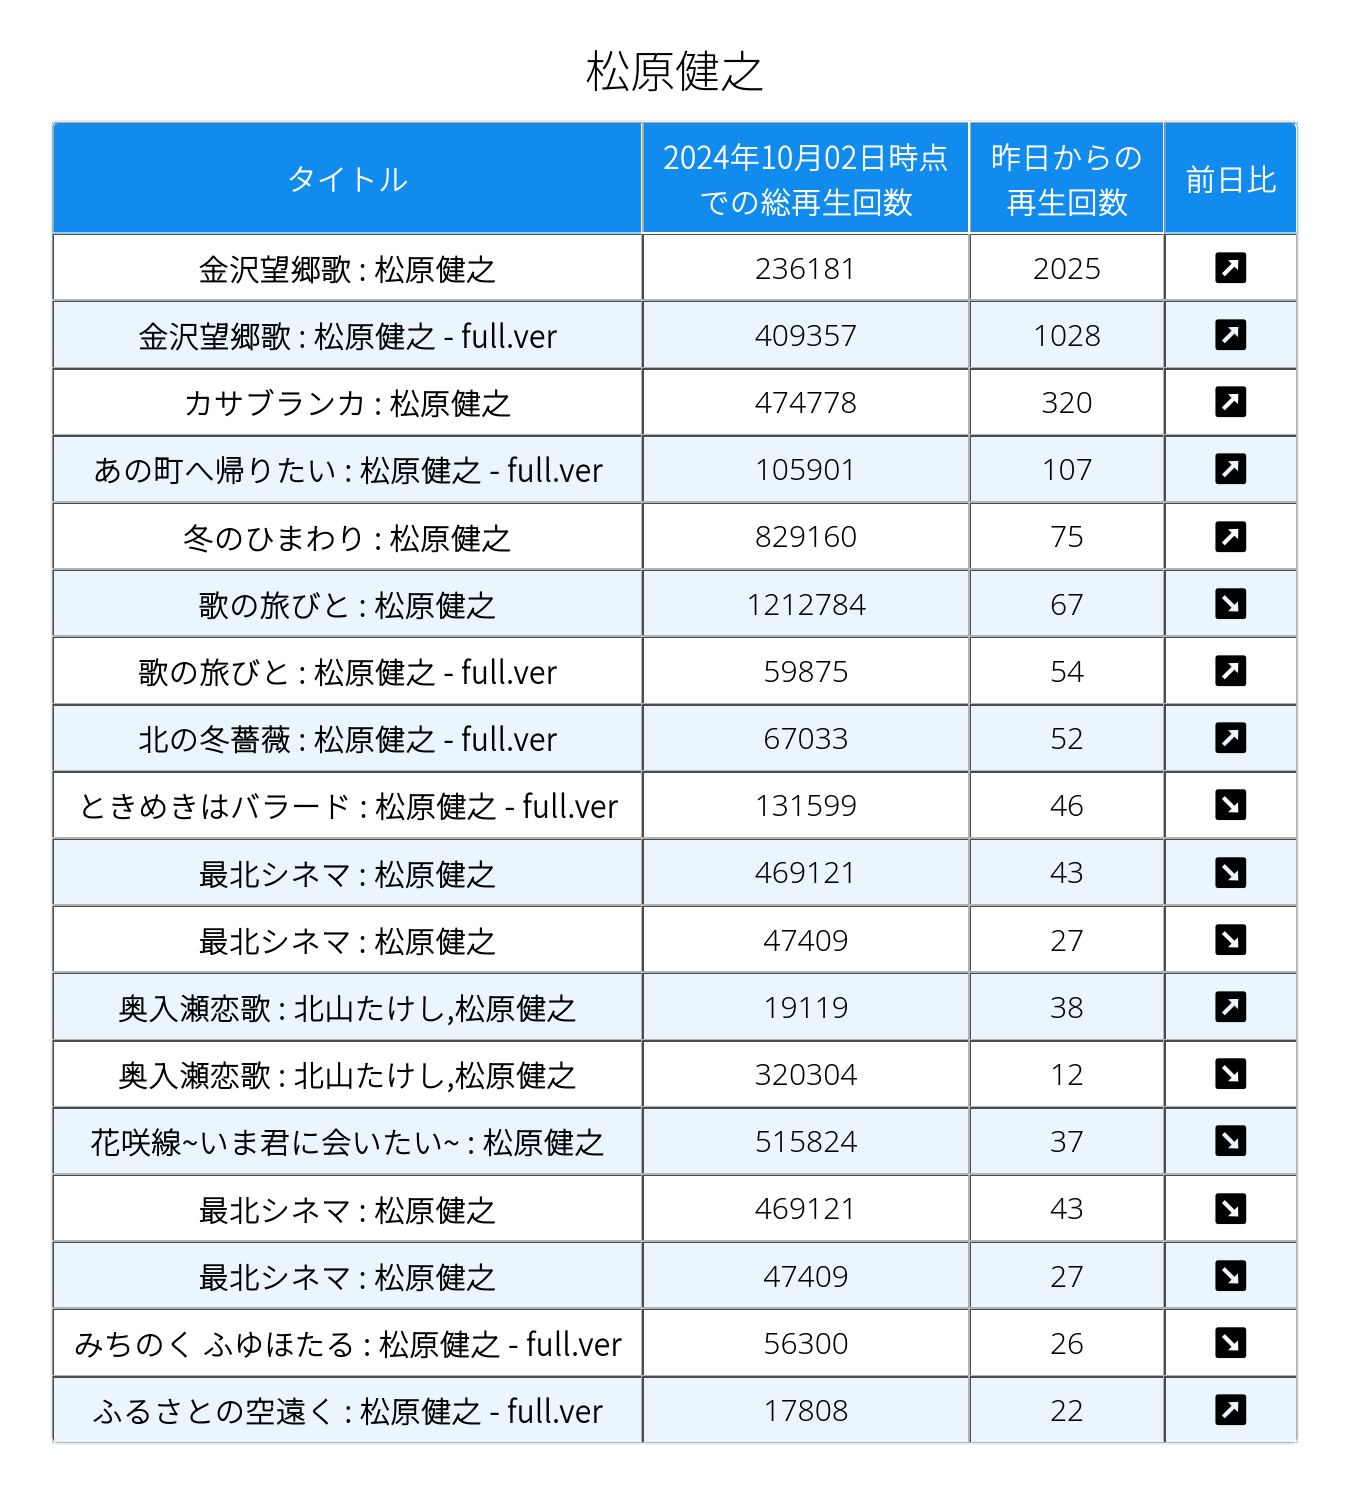 松原健之
タイトル
2024年10月02日時点
での総再生回数
昨日からの
再生回数
前日比
金沢望郷歌 : 松原健之 236181 2025 ↗
金沢望郷歌 : 松原健之 - full.ver 409357 1028 ↗
カサブランカ : 松原健之 474778 320 ↗
あの町へ帰りたい : 松原健之 - full.ver 105901 107 ↗
冬のひまわり : 松原健之 829160 75 ↗
歌の旅びと : 松原健之 1212784 67 ↘
歌の旅びと : 松原健之 - full.ver 59875 54 ↗
北の冬薔薇 : 松原健之 - full.ver 67033 52 ↗
ときめきはバラード : 松原健之 - full.ver 131599 46 ↘
最北シネマ : 松原健之 469121 43 ↘
最北シネマ : 松原健之 47409 27 ↘
奥入瀬恋歌 : 北山たけし,松原健之 19119 38 ↗
奥入瀬恋歌 : 北山たけし,松原健之 320304 12 ↘
花咲線~いま君に会いたい~ : 松原健之 515824 37 ↘
最北シネマ : 松原健之 469121 43 ↘
最北シネマ : 松原健之 47409 27 ↘
みちのく ふゆほたる : 松原健之 - full.ver 56300 26 ↘
ふるさとの空遠く : 松原健之 - full.ver 17808 22 ↗